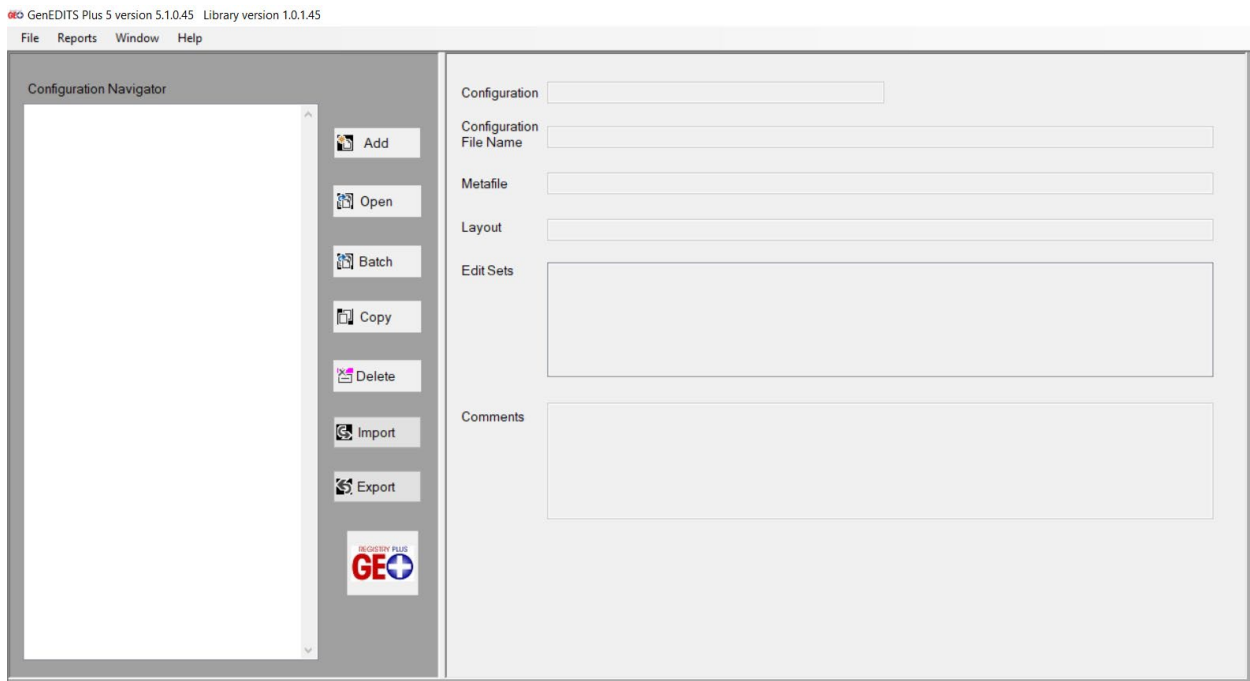 GenEDITS Plus 5 version 5.1.0.45 Library version 1.0.1.45
File Reports Window Help
Configuration Navigator
Add
Open
Batch
Copy
Delete
Import
Export
REGISTRY PLUS
GE
Configuration
Configuration
File Name
Metafile
Layout
Edit Sets
Comments